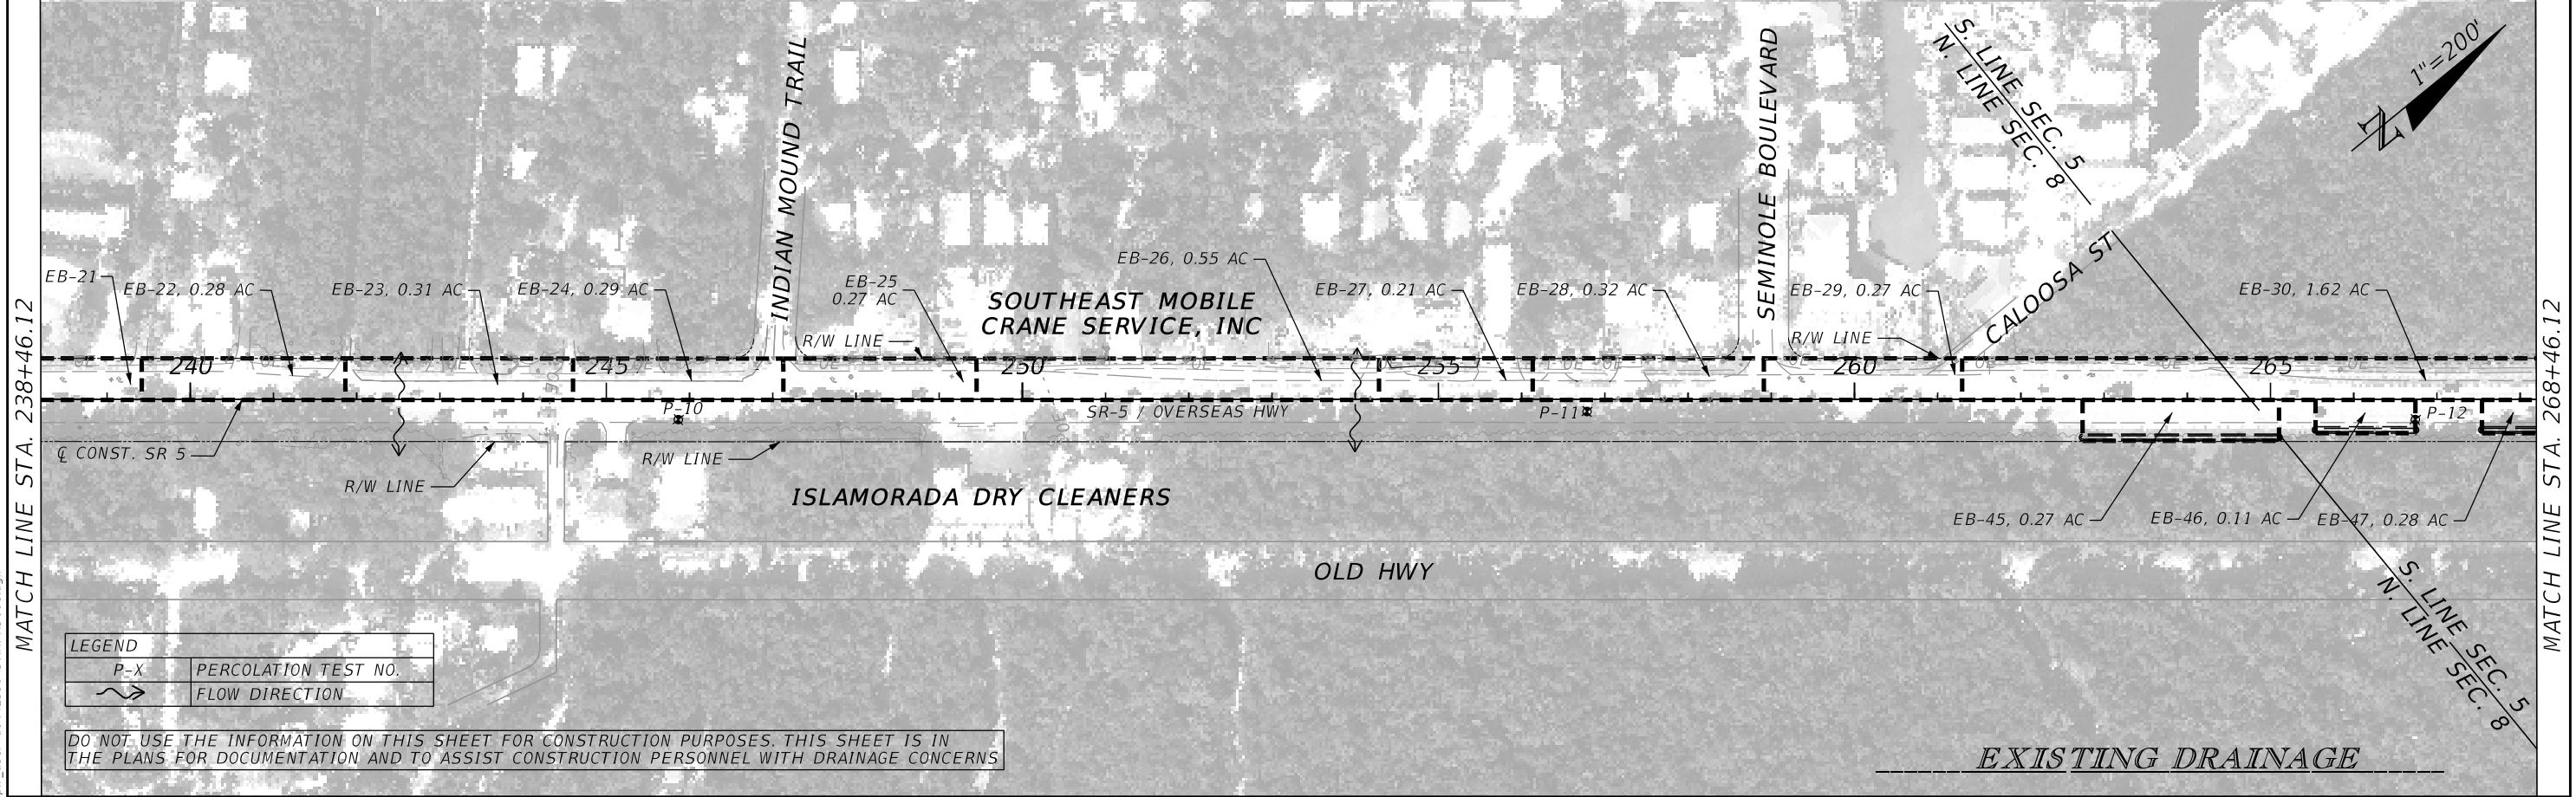 S. LINE SEC. 5
N. LINE SEC. 8
1"=200'
N
INDIAN MOUND TRAIL
SEMINOLE BOULEVARD
CALOOSA ST
MATCH LINE STA. 238+46.12
MATCH LINE STA. 268+46.12
EB-21
EB-22, 0.28 AC
EB-23, 0.31 AC
EB-24, 0.29 AC
EB-25
0.27 AC
SOUTHEAST MOBILE
CRANE SERVICE, INC
EB-26, 0.55 AC
EB-27, 0.21 AC
EB-28, 0.32 AC
EB-29, 0.27 AC
EB-30, 1.62 AC
R/W LINE
R/W LINE
240
245
250
255
260
265
OE
OE
OE
OE
OE
OE
OE
OE
P-10
SR-5 / OVERSEAS HWY
P-11
P-12
℄ CONST. SR 5
R/W LINE
R/W LINE
ISLAMORADA DRY CLEANERS
EB-45, 0.27 AC
EB-46, 0.11 AC
EB-47, 0.28 AC
OLD HWY
S. LINE SEC. 5
N. LINE SEC. 8
LEGEND
P-X PERCOLATION TEST NO.
FLOW DIRECTION
DO NOT USE THE INFORMATION ON THIS SHEET FOR CONSTRUCTION PURPOSES. THIS SHEET IS IN
THE PLANS FOR DOCUMENTATION AND TO ASSIST CONSTRUCTION PERSONNEL WITH DRAINAGE CONCERNS
EXISTING DRAINAGE